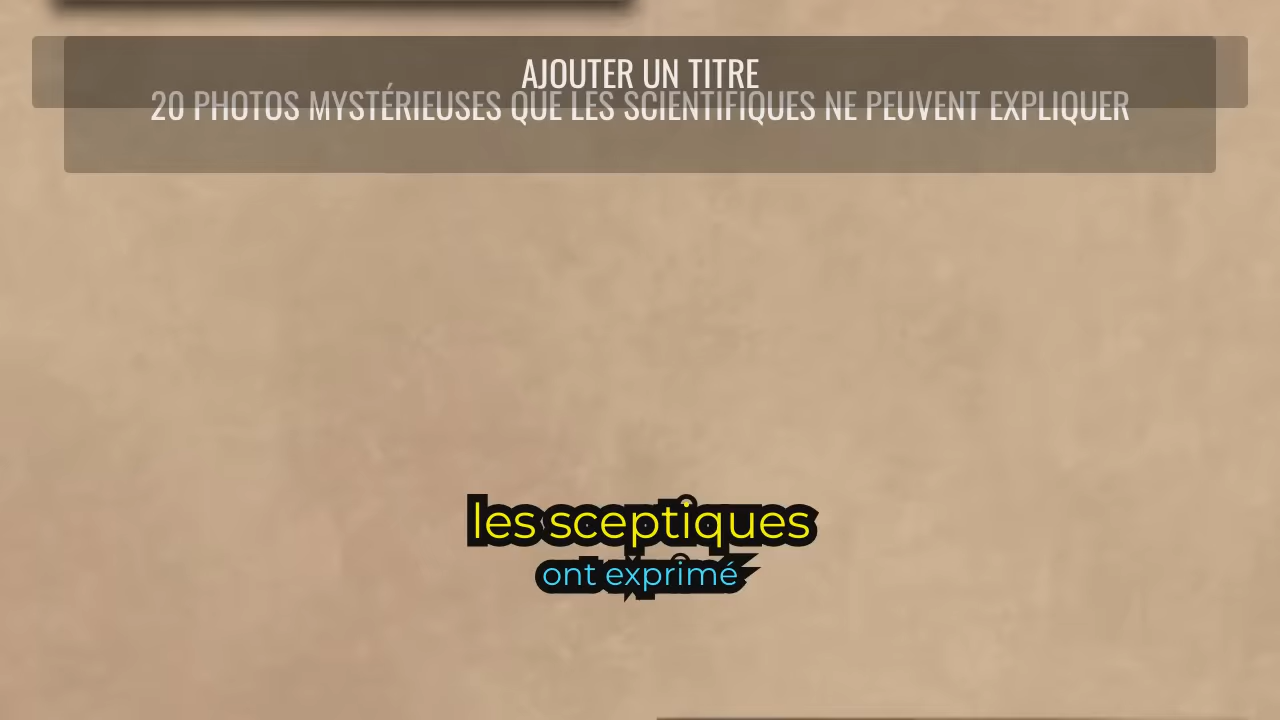 AJOUTER UN TITRE
20 PHOTOS MYSTÉRIEUSES QUE LES SCIENTIFIQUES NE PEUVENT EXPLIQUER
les sceptiques
ont exprimé